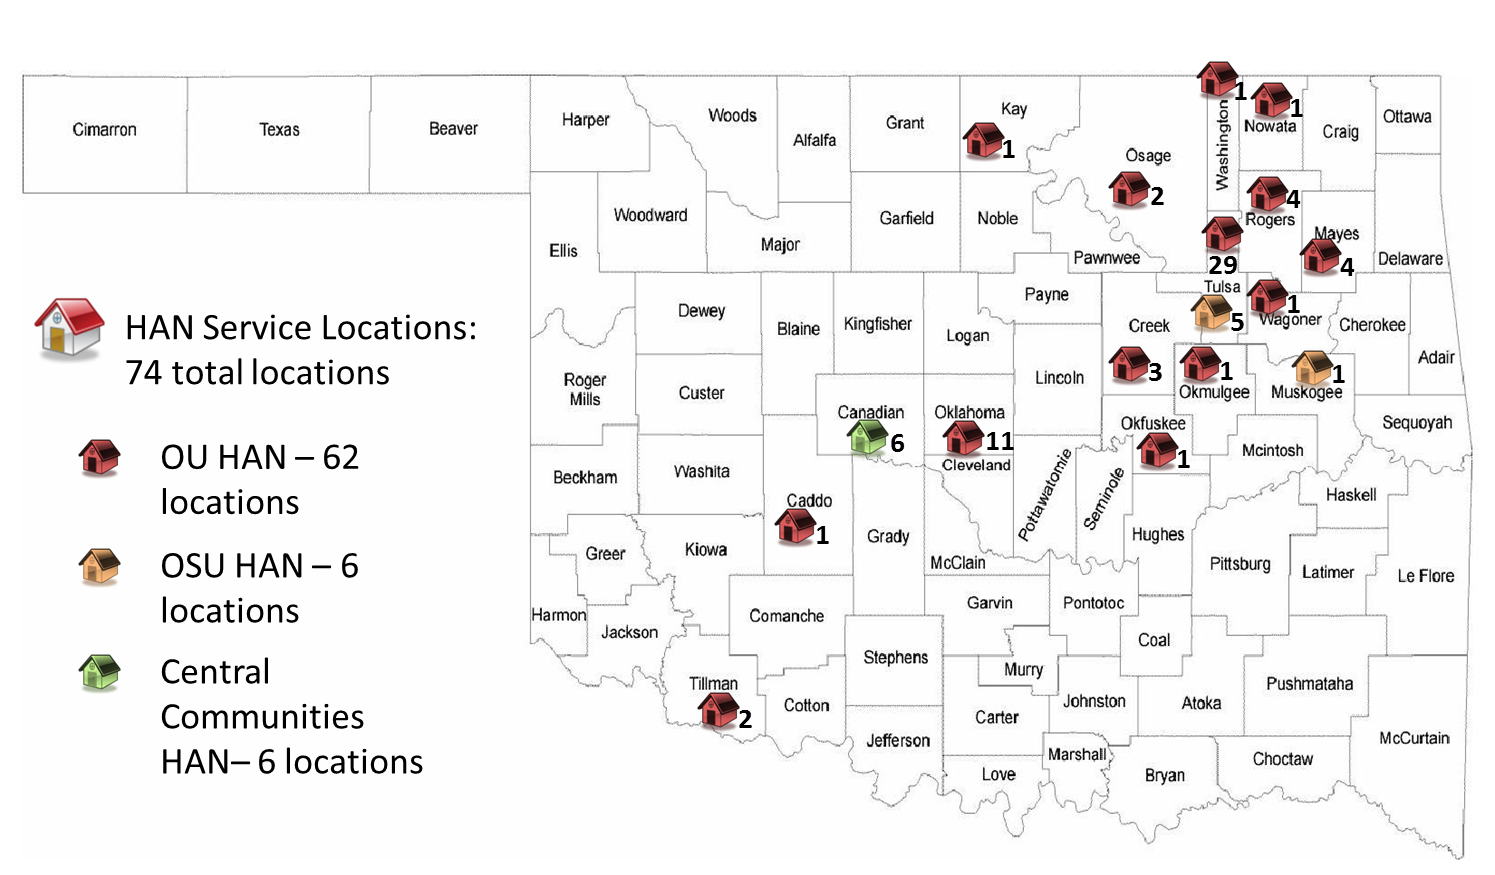 Cimarron
Texas
Beaver
Harper
Woods
Alfalfa
Grant
Kay
1
Osage
2
Washington
1
Nowata
1
Craig
Ottawa
Woodward
Ellis
Major
Garfield
Noble
Pawnwee
Rogers
4
Mayes
4
Delaware
29
Tulsa
5
Wagoner
1
Cherokee
Adair
Dewey
Blaine
Kingfisher
Logan
Payne
Creek
3
Okmulgee
1
Muskogee
1
Sequoyah
Roger
Mills
Custer
Canadian
6
Oklahoma
11
Cleveland
Lincoln
Okfuskee
1
Mcintosh
Beckham
Washita
Caddo
1
Grady
McClain
Pottawatomie
Seminole
Hughes
Haskell
Pittsburg
Latimer
Le Flore
Greer
Kiowa
Harmon
Jackson
Comanche
Garvin
Pontotoc
Coal
Stephens
Murry
Johnston
Atoka
Pushmataha
McCurtain
Tillman
2
Cotton
Jefferson
Carter
Love
Marshall
Bryan
Choctaw
HAN Service Locations:
74 total locations
OU HAN – 62
locations
OSU HAN – 6
locations
Central
Communities
HAN– 6 locations